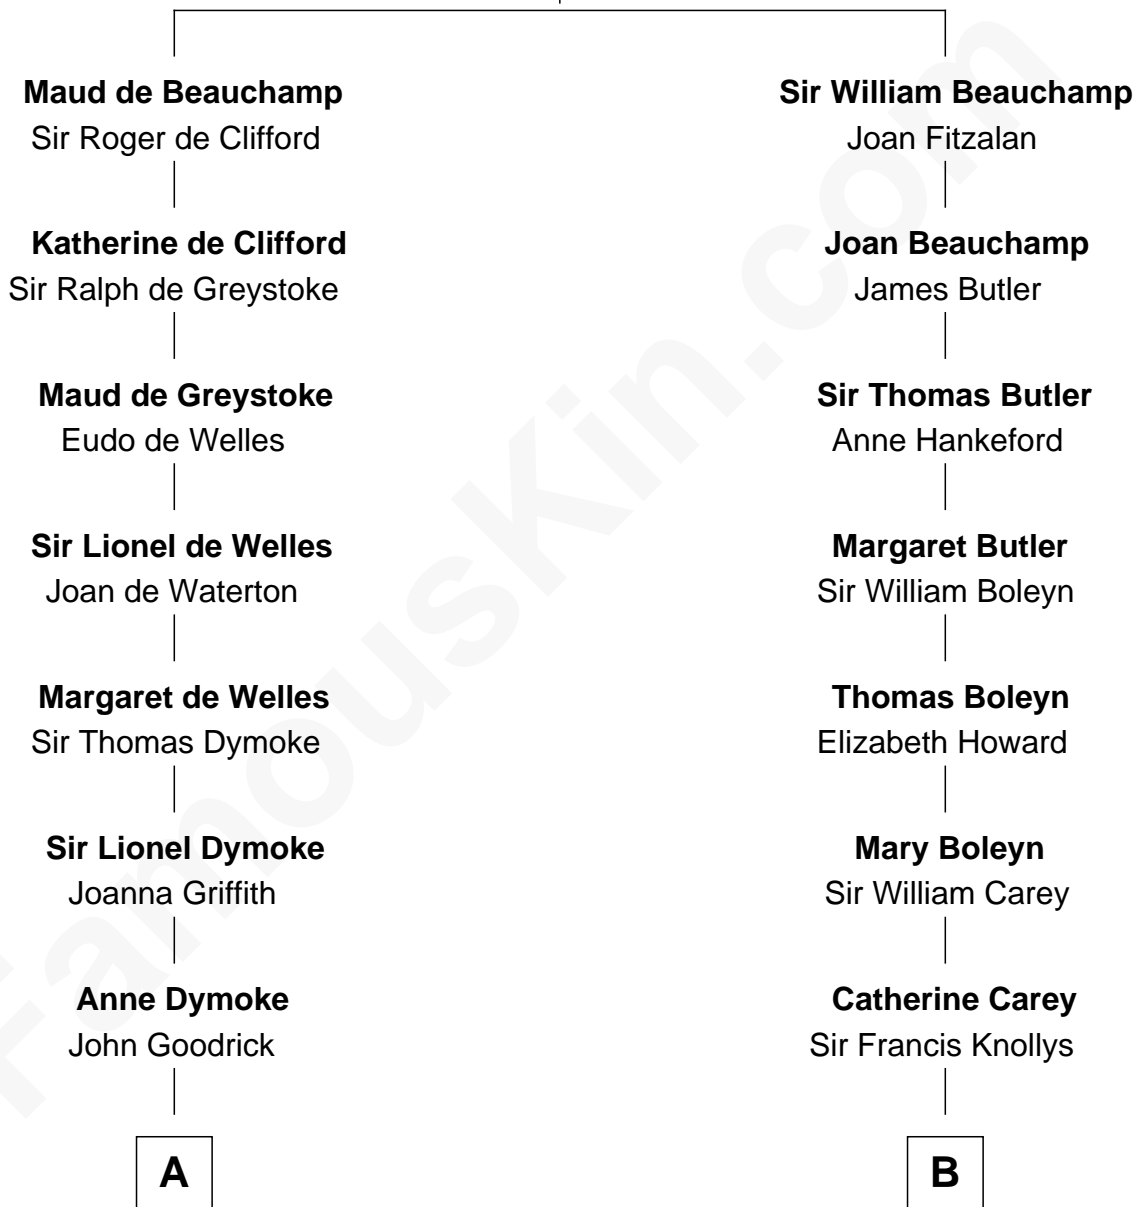 Maud de Beauchamp
Sir Roger de Clifford
Katherine de Clifford
Sir Ralph de Greystoke
Maud de Greystoke
Eudo de Welles
Sir Lionel de Welles
Joan de Waterton
Margaret de Welles
Sir Thomas Dymoke
Sir Lionel Dymoke
Joanna Griffith
Anne Dymoke
John Goodrick
A
Sir William Beauchamp
Joan Fitzalan
Joan Beauchamp
James Butler
Sir Thomas Butler
Anne Hankeford
Margaret Butler
Sir William Boleyn
Thomas Boleyn
Elizabeth Howard
Mary Boleyn
Sir William Carey
Catherine Carey
Sir Francis Knollys
B
FamousKin.com